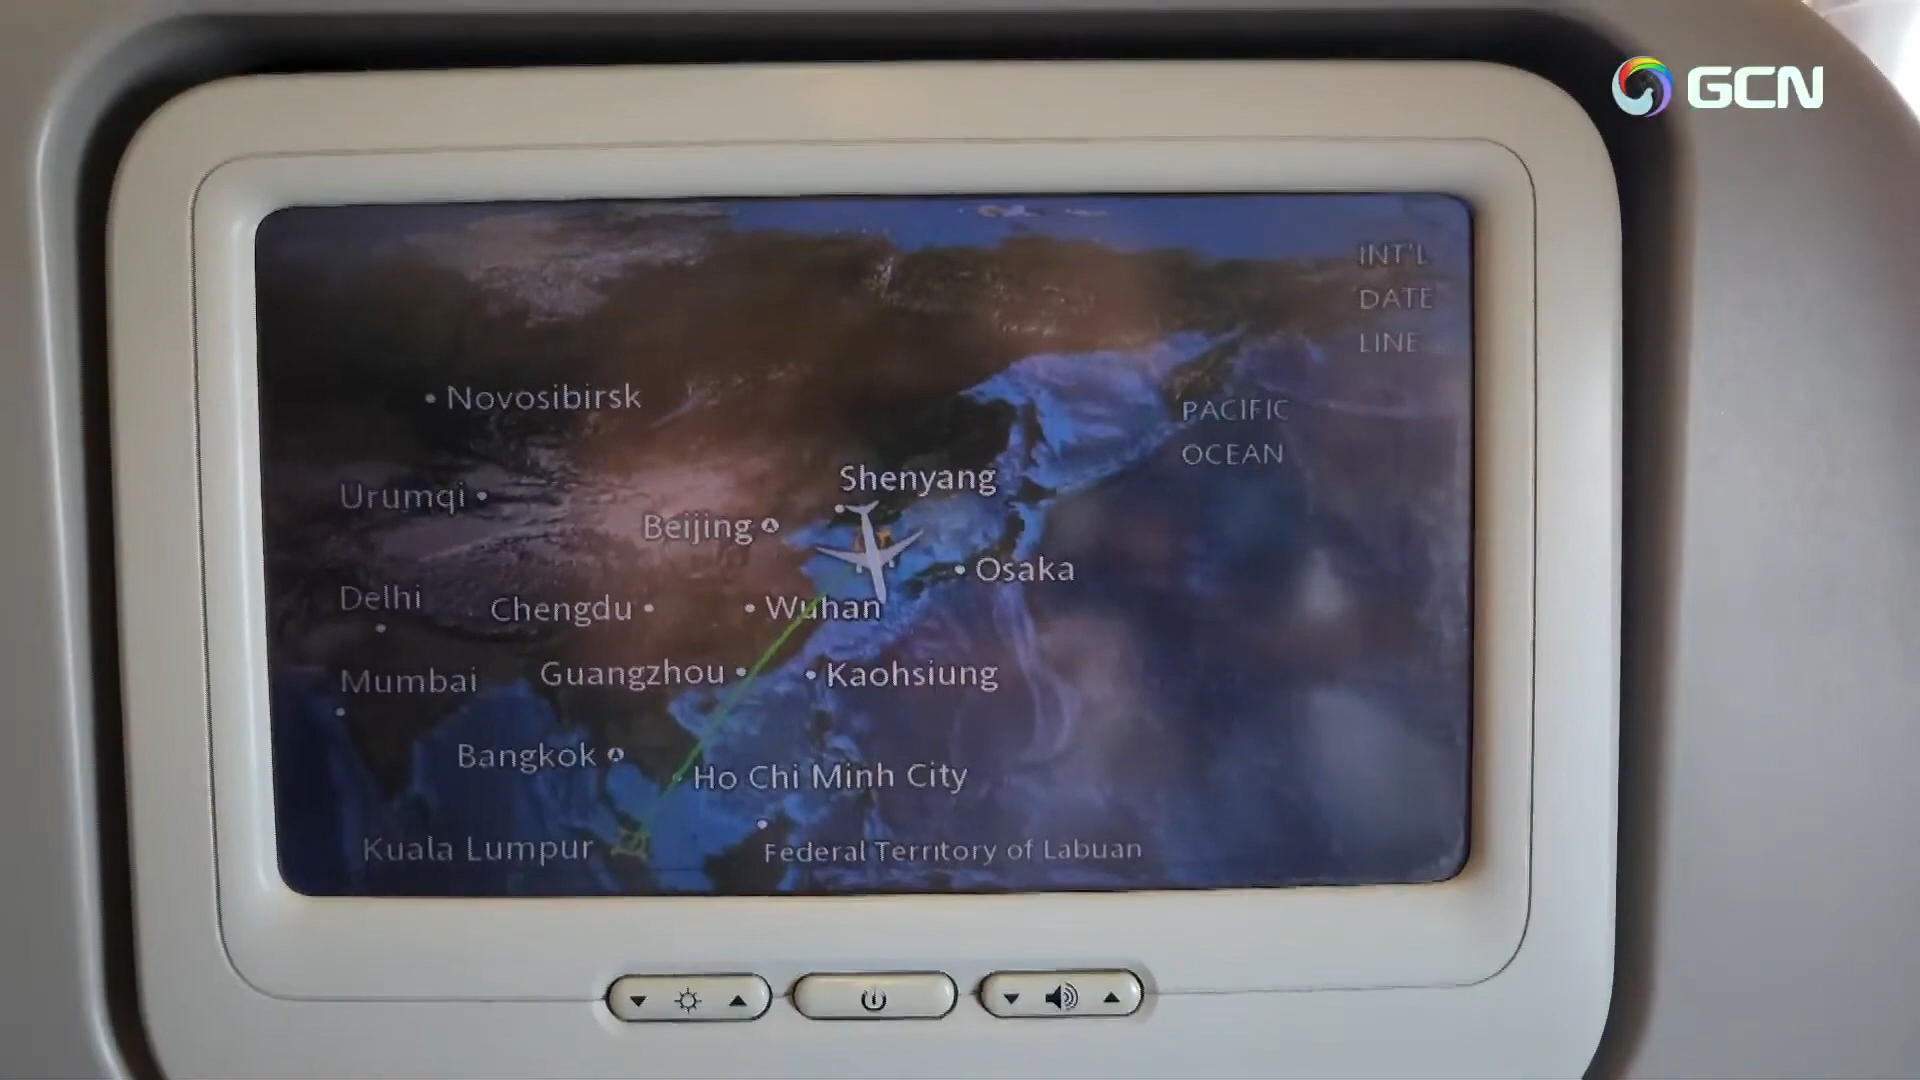 GCN
INT'L
DATE
LINE
Novosibirsk
PACIFIC
OCEAN
Shenyang
Urumqi
Beijing
Osaka
Delhi
Chengdu
Wuhan
Mumbai
Guangzhou
Kaohsiung
Bangkok
Ho Chi Minh City
Kuala Lumpur
Federal Territory of Labuan